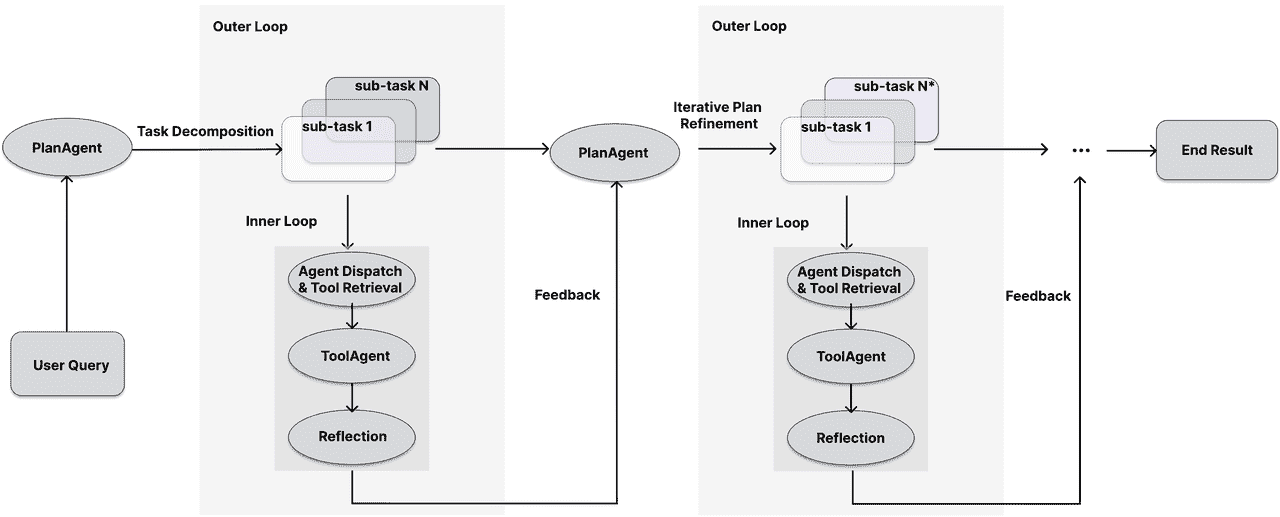 Outer Loop
Outer Loop
sub-task N
sub-task N*
Iterative Plan
Refinement
Task Decomposition
sub-task 1
sub-task 1
PlanAgent
PlanAgent
...
End Result
Inner Loop
Inner Loop
Agent Dispatch
& Tool Retrieval
Agent Dispatch
& Tool Retrieval
Feedback
Feedback
ToolAgent
ToolAgent
User Query
Reflection
Reflection